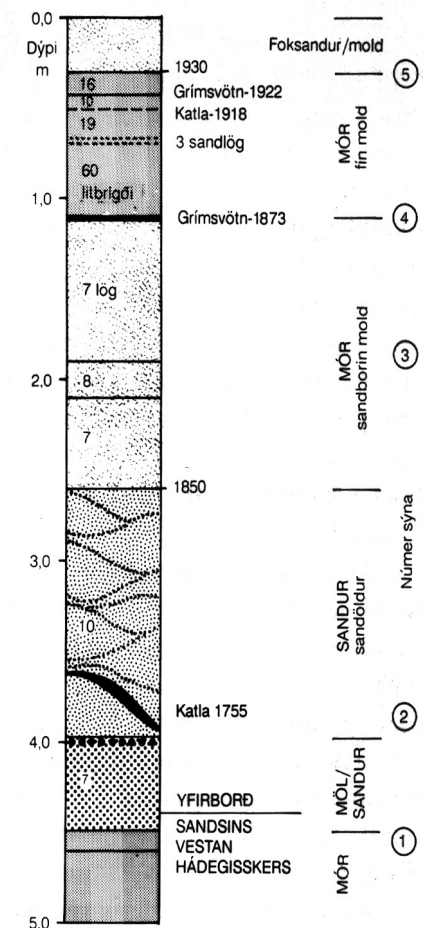 0,0
Dýpi
m
Foksandur/mold
1930
5
16
Grímsvötn-1922
10
Katla-1918
19
3 sandlög
MÓR
fín mold
60
litbrigði
1,0
Grímsvötn-1873
4
7 lög
MÓR
sandborin mold
3
2,0
8
7
1850
Númer sýna
3,0
SANDUR
sandöldur
10
Katla 1755
2
4,0
7
MÖL/
SANDUR
YFIRBORÐ
SANDSINS
VESTAN
HÁDEGISSKERS
1
MÓR
5.0